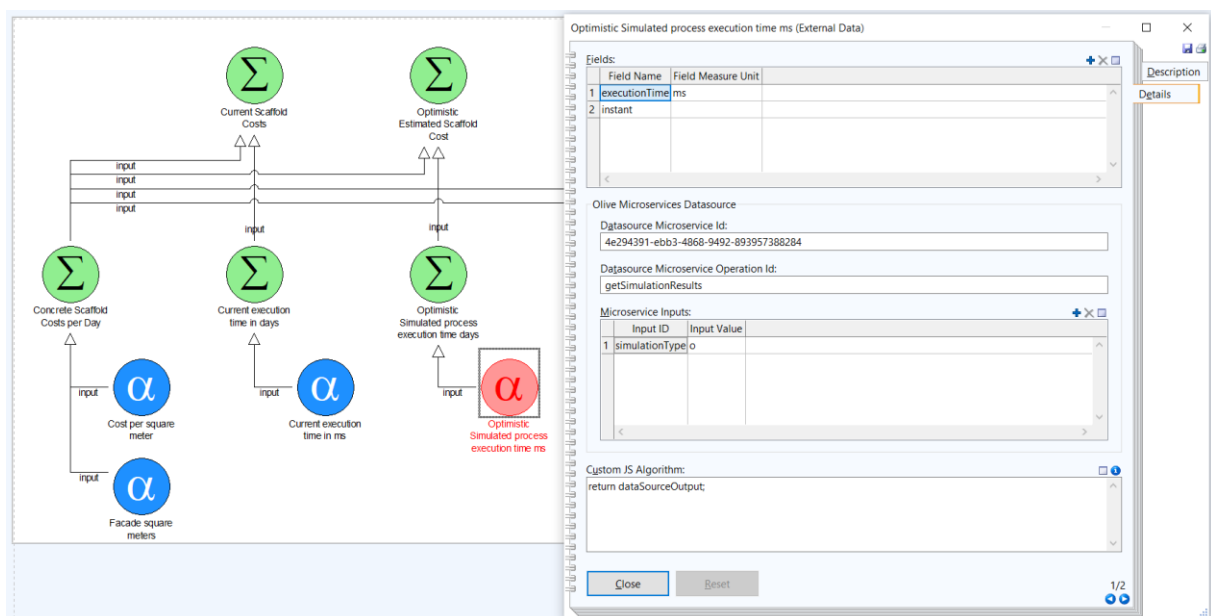 Σ
Current Scaffold
Costs
Σ
Optimistic
Estimated Scaffold
Cost
input
input
input
input
input
input
Σ
Concrete Scaffold
Costs per Day
Σ
Current execution
time in days
Σ
Optimistic
Simulated process
execution time days
input
α
Cost per square
meter
input
α
Current execution
time in ms
input
α
Optimistic
Simulated process
execution time ms
input
α
Facade square
meters
Optimistic Simulated process execution time ms (External Data)
Description
Details
Fields:
Field Name Field Measure Unit
1 executionTime ms
2 instant
Olive Microservices Datasource
Datasource Microservice Id:
4e294391-ebb3-4868-9492-893957388284
Datasource Microservice Operation Id:
getSimulationResults
Microservice Inputs:
Input ID Input Value
1 simulationType o
Custom JS Algorithm:
return dataSourceOutput;
Close Reset
1/2